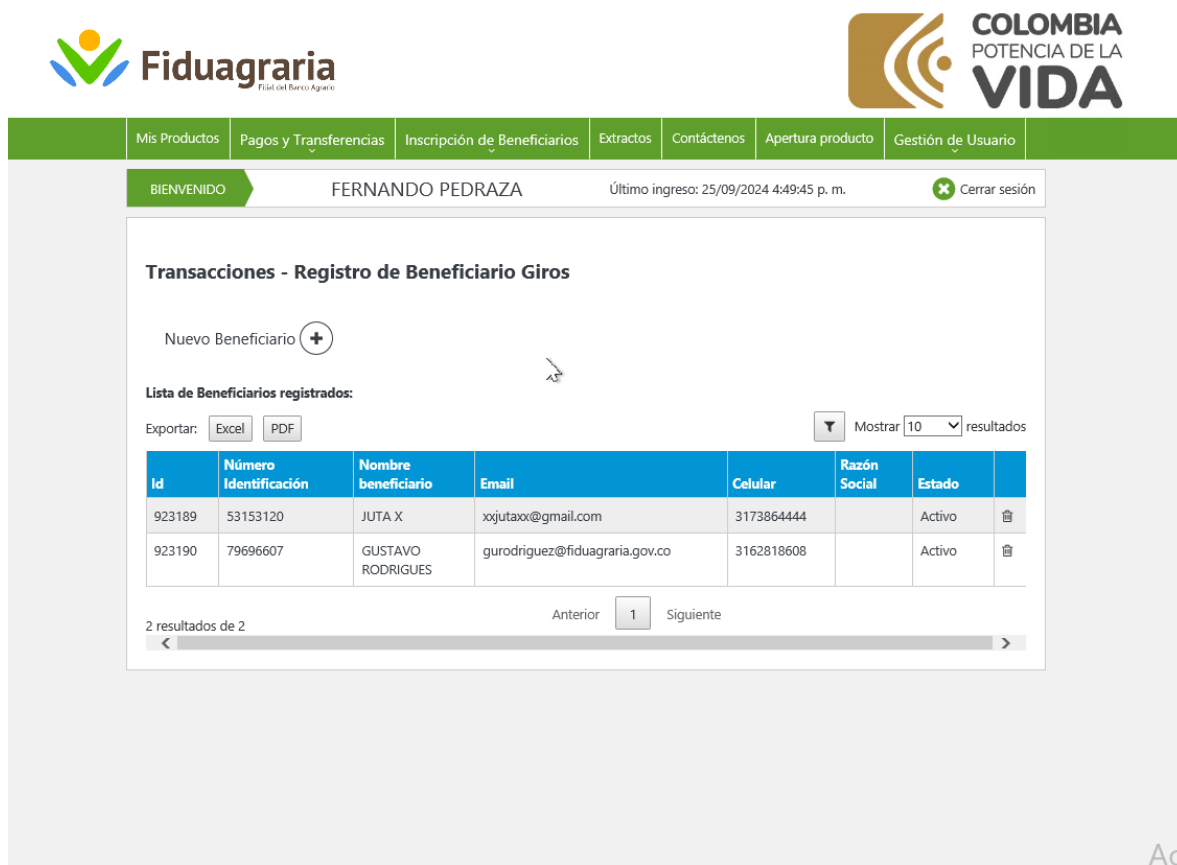 Fiduagraria
Filial del Banco Agrario
COLOMBIA
POTENCIA DE LA
VIDA
Mis Productos Pagos y Transferencias Inscripción de Beneficiarios Extractos Contáctenos Apertura producto Gestión de Usuario
BIENVENIDO FERNANDO PEDRAZA Último ingreso: 25/09/2024 4:49:45 p. m. Cerrar sesión
Transacciones - Registro de Beneficiario Giros
Nuevo Beneficiario
Lista de Beneficiarios registrados:
Exportar: Excel PDF Mostrar 10 resultados
Id Número Identificación Nombre beneficiario Email Celular Razón Social Estado
923189 53153120 JUTA X xxjutaxx@gmail.com 3173864444 Activo
923190 79696607 GUSTAVO RODRIGUES gurodriguez@fiduagraria.gov.co 3162818608 Activo
Anterior 1 Siguiente
2 resultados de 2